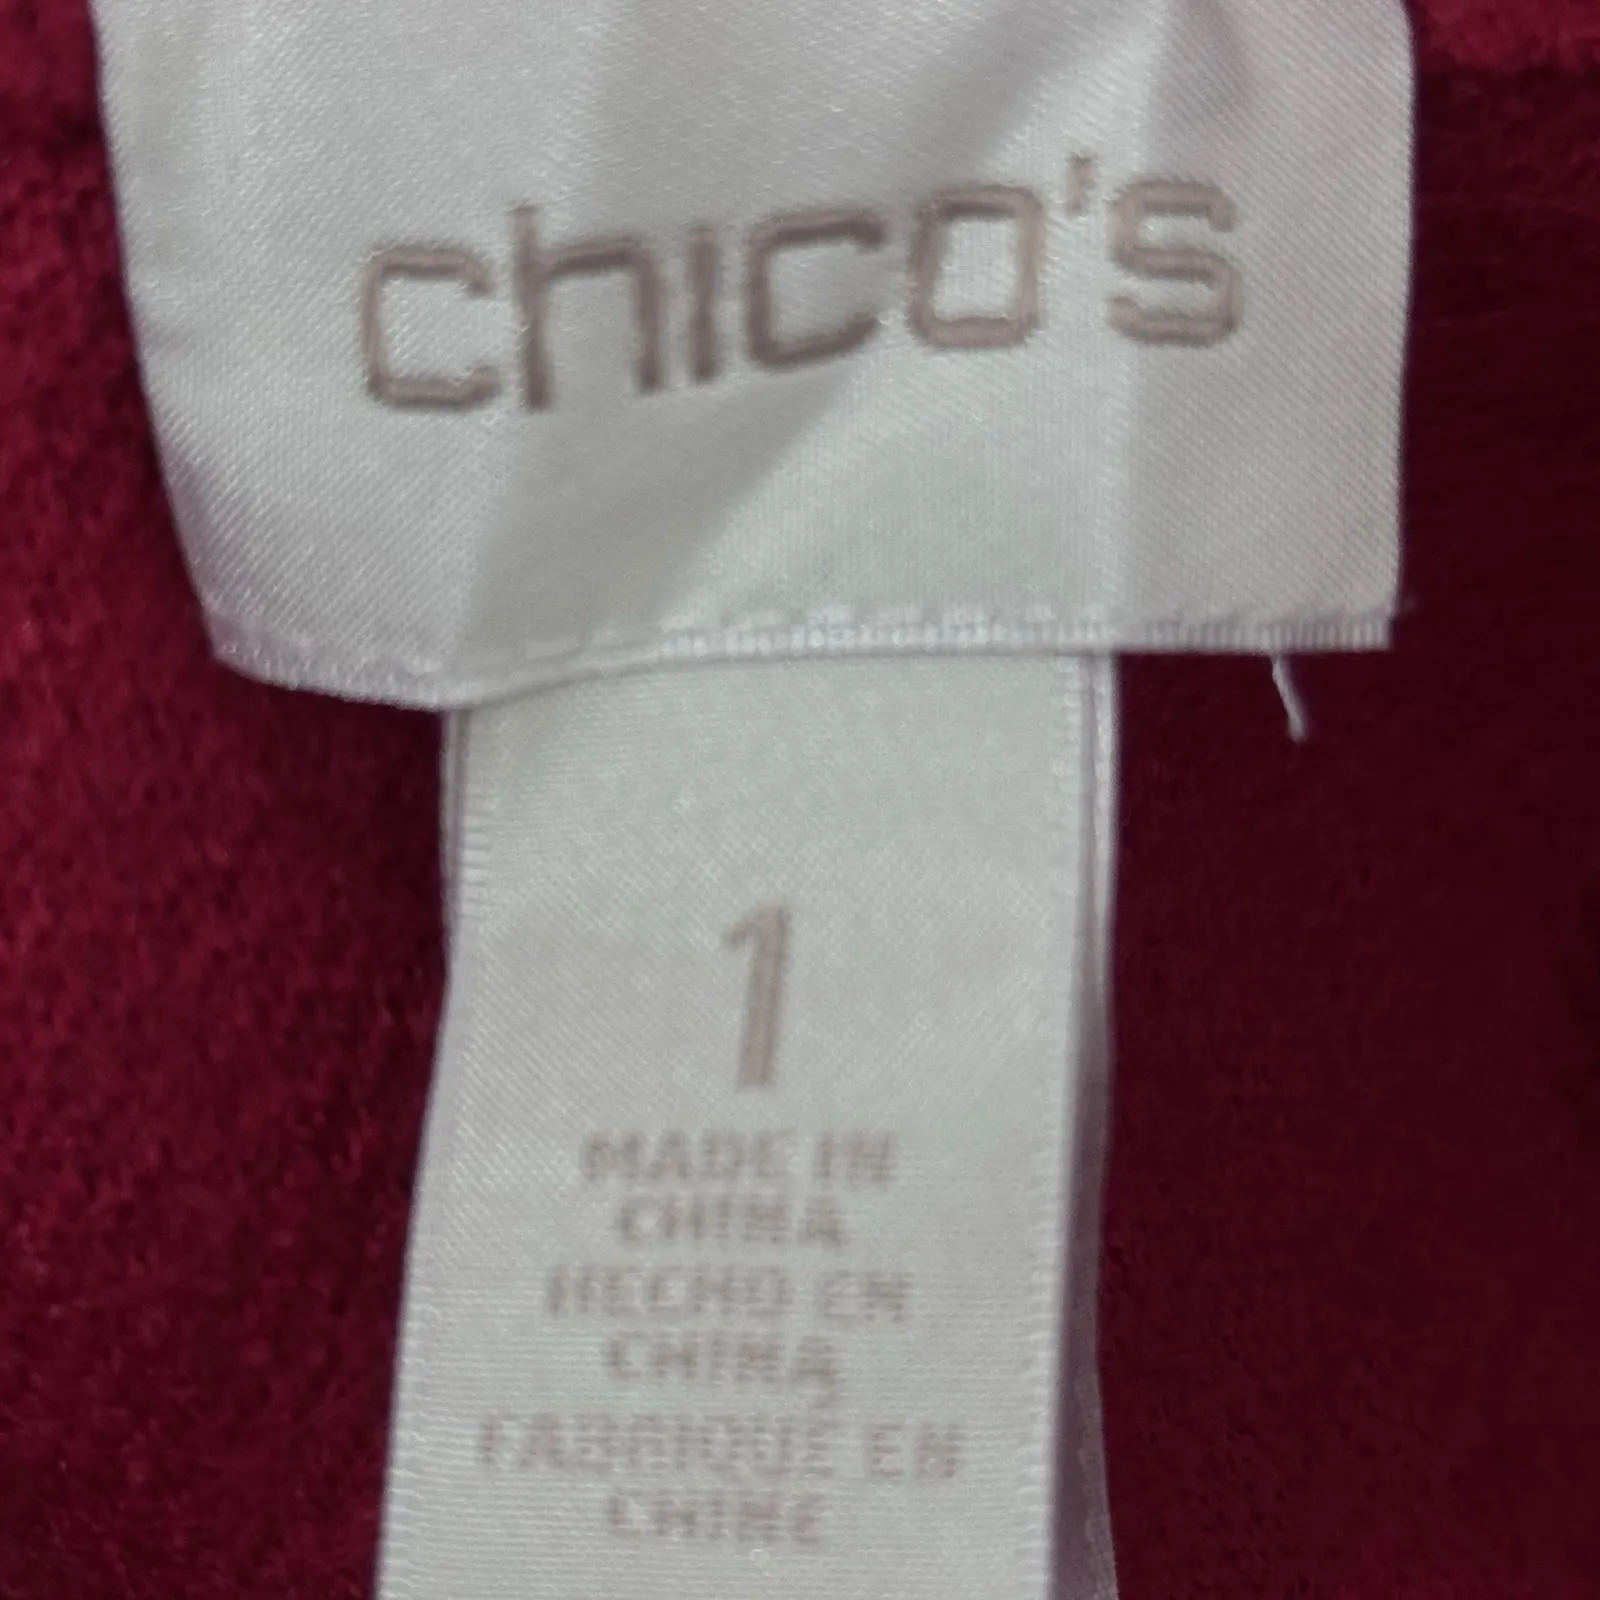 chico's
1
MADE IN
CHINA
HECHO EN
CHINA
FABRIQUÉ EN
CHINE